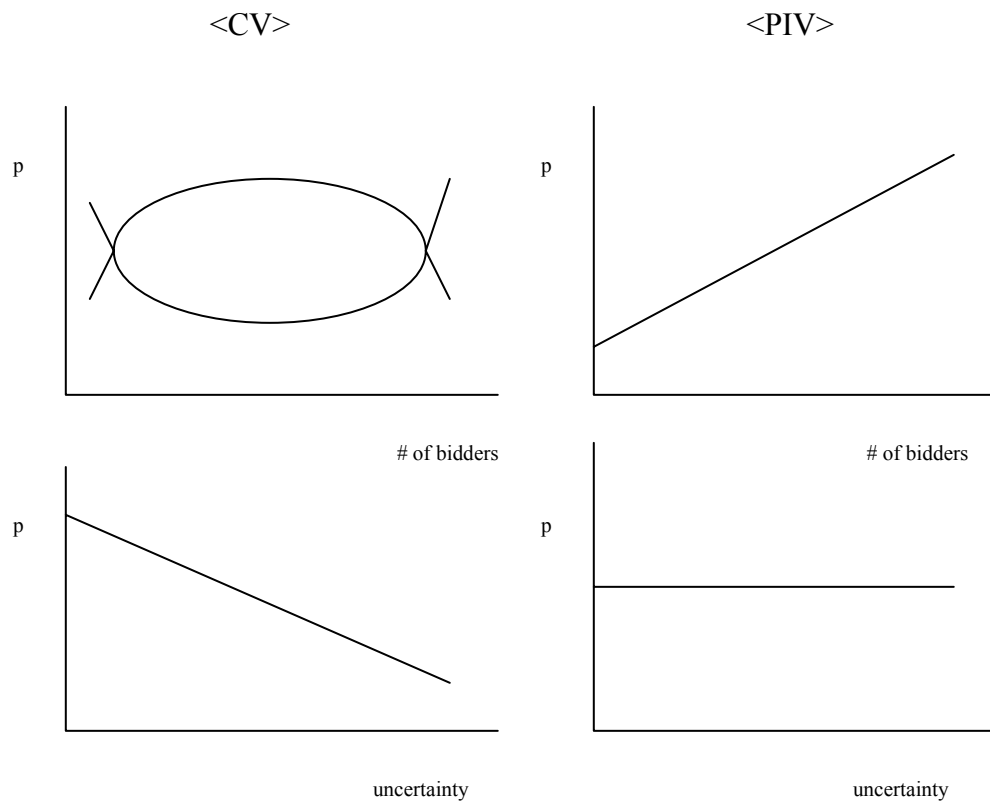 <CV>
<PIV>
p
p
# of bidders
# of bidders
p
p
uncertainty
uncertainty